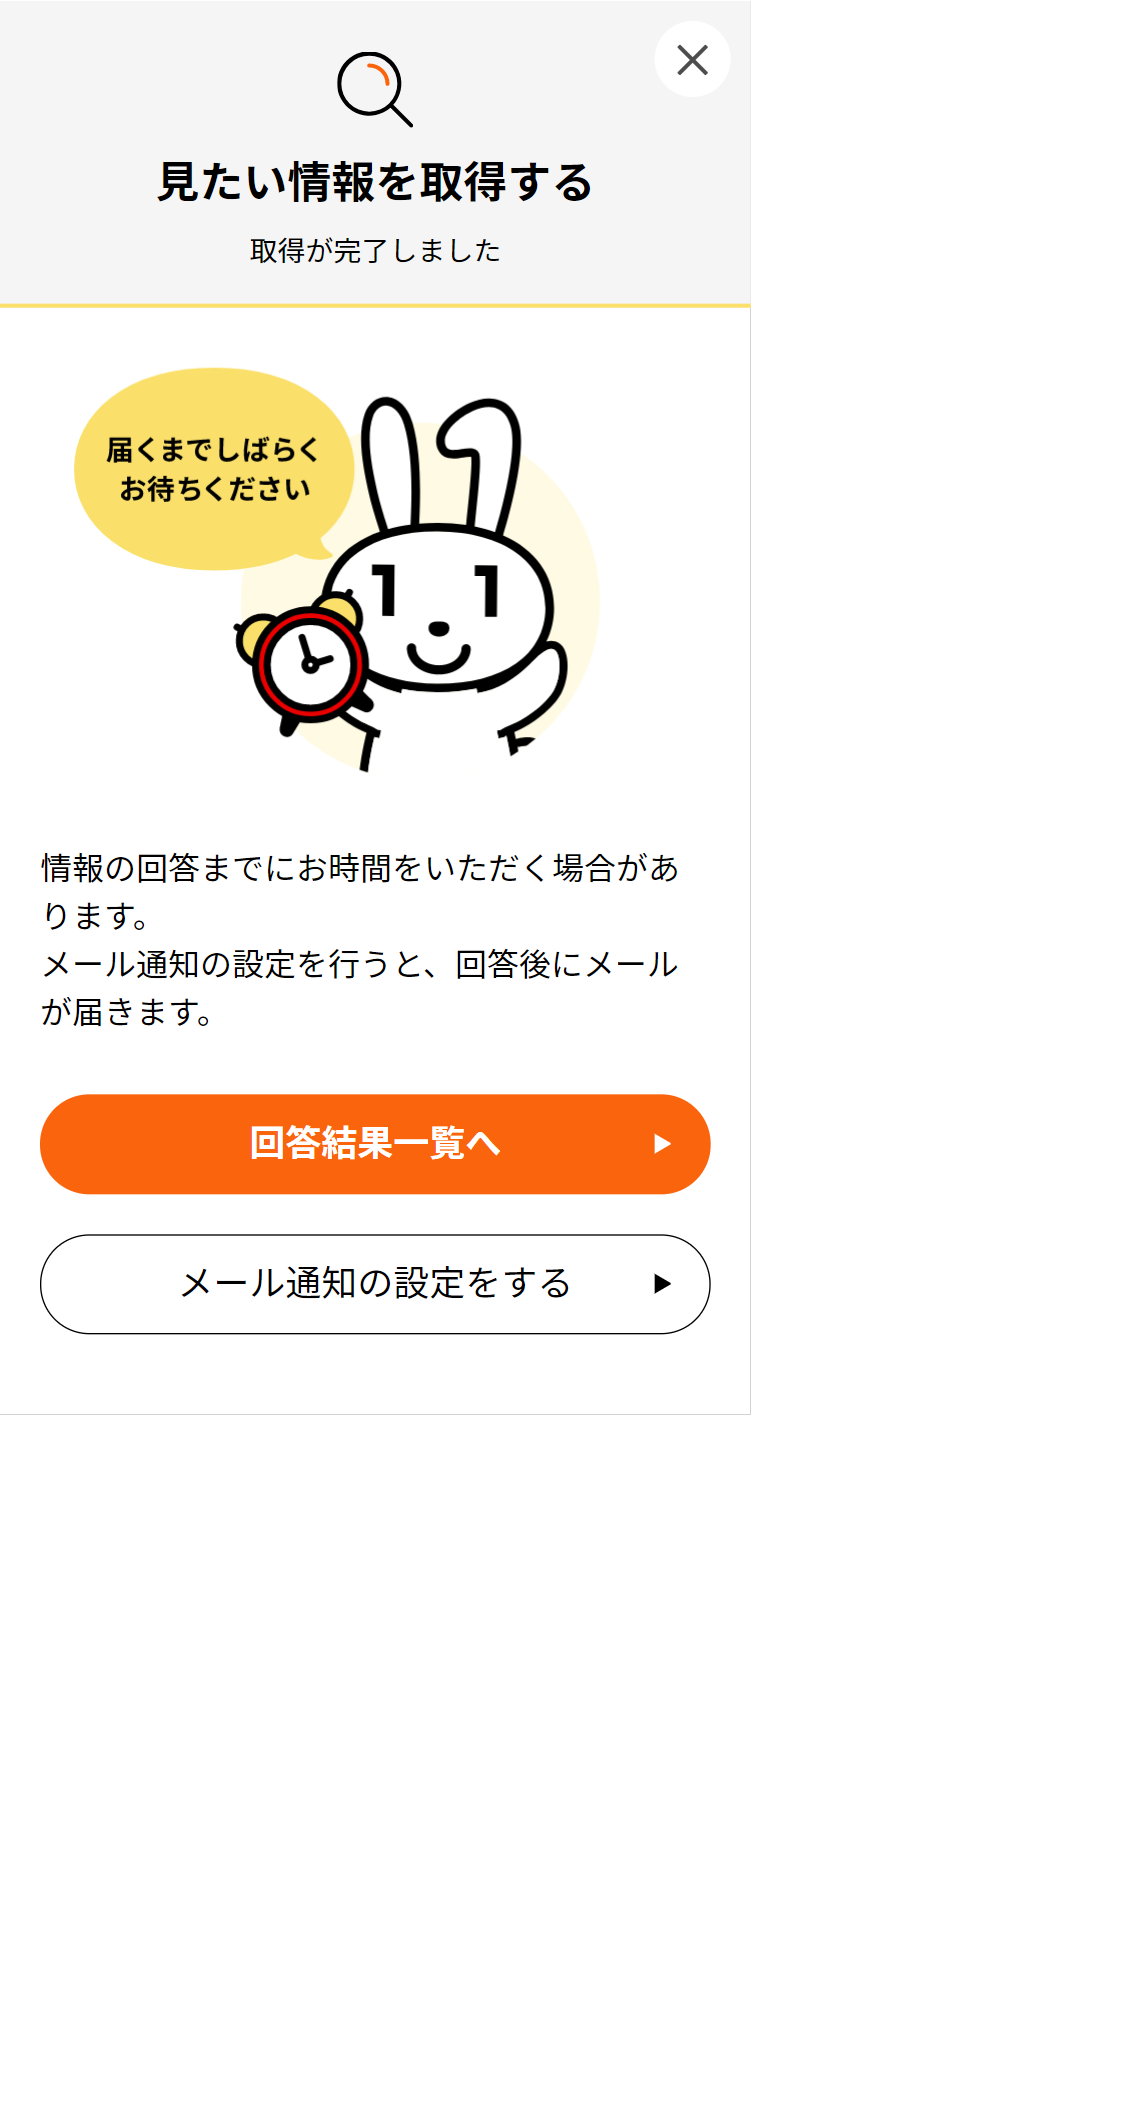 見たい情報を取得する
取得が完了しました
届くまでしばらく
お待ちください
情報の回答までにお時間をいただく場合があ
ります。
メール通知の設定を行うと、回答後にメール
が届きます。
回答結果一覧へ
メール通知の設定をする